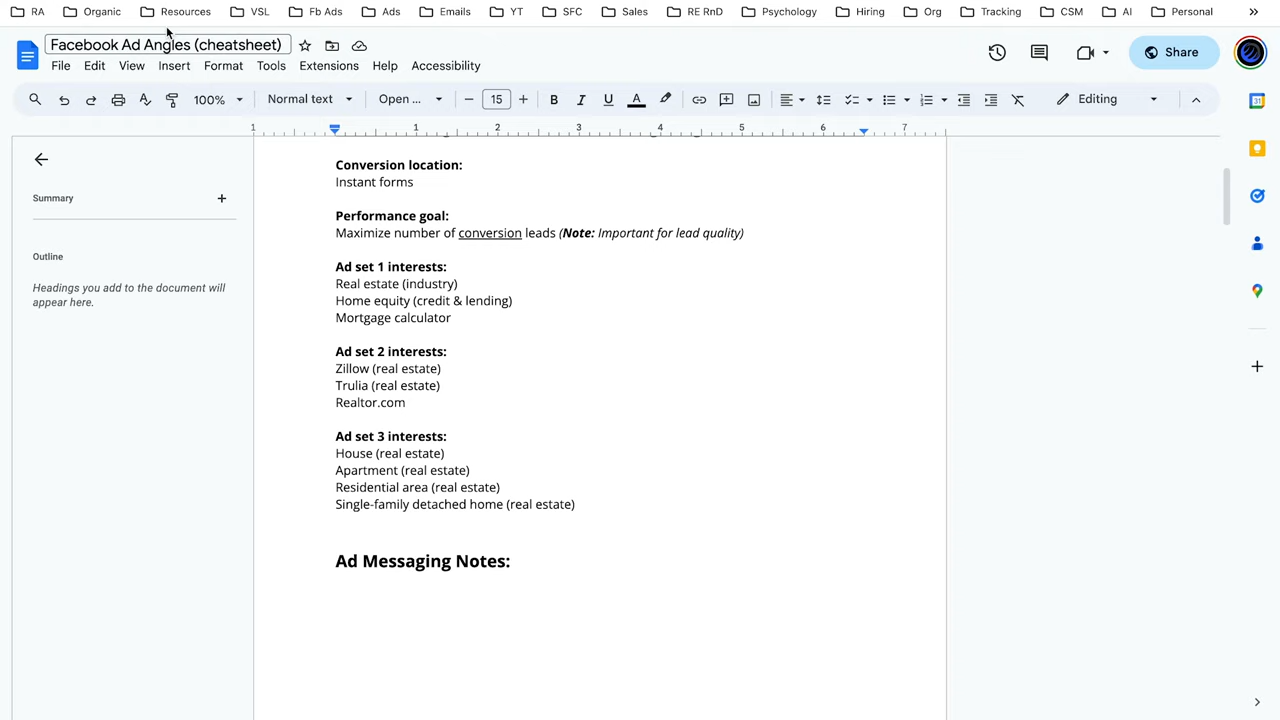 RA Organic Resources VSL Fb Ads Ads Emails YT SFC Sales RE RnD Psychology Hiring Org Tracking CSM AI Personal »
Facebook Ad Angles (cheatsheet)
File Edit View Insert Format Tools Extensions Help Accessibility
Share
100% Normal text Open ... 15 B I U A Editing
1 1 2 3 4 5 6 7
31
Summary
Outline
Headings you add to the document will
appear here.
Conversion location:
Instant forms
Performance goal:
Maximize number of conversion leads (Note: Important for lead quality)
Ad set 1 interests:
Real estate (industry)
Home equity (credit & lending)
Mortgage calculator
Ad set 2 interests:
Zillow (real estate)
Trulia (real estate)
Realtor.com
Ad set 3 interests:
House (real estate)
Apartment (real estate)
Residential area (real estate)
Single-family detached home (real estate)
Ad Messaging Notes: